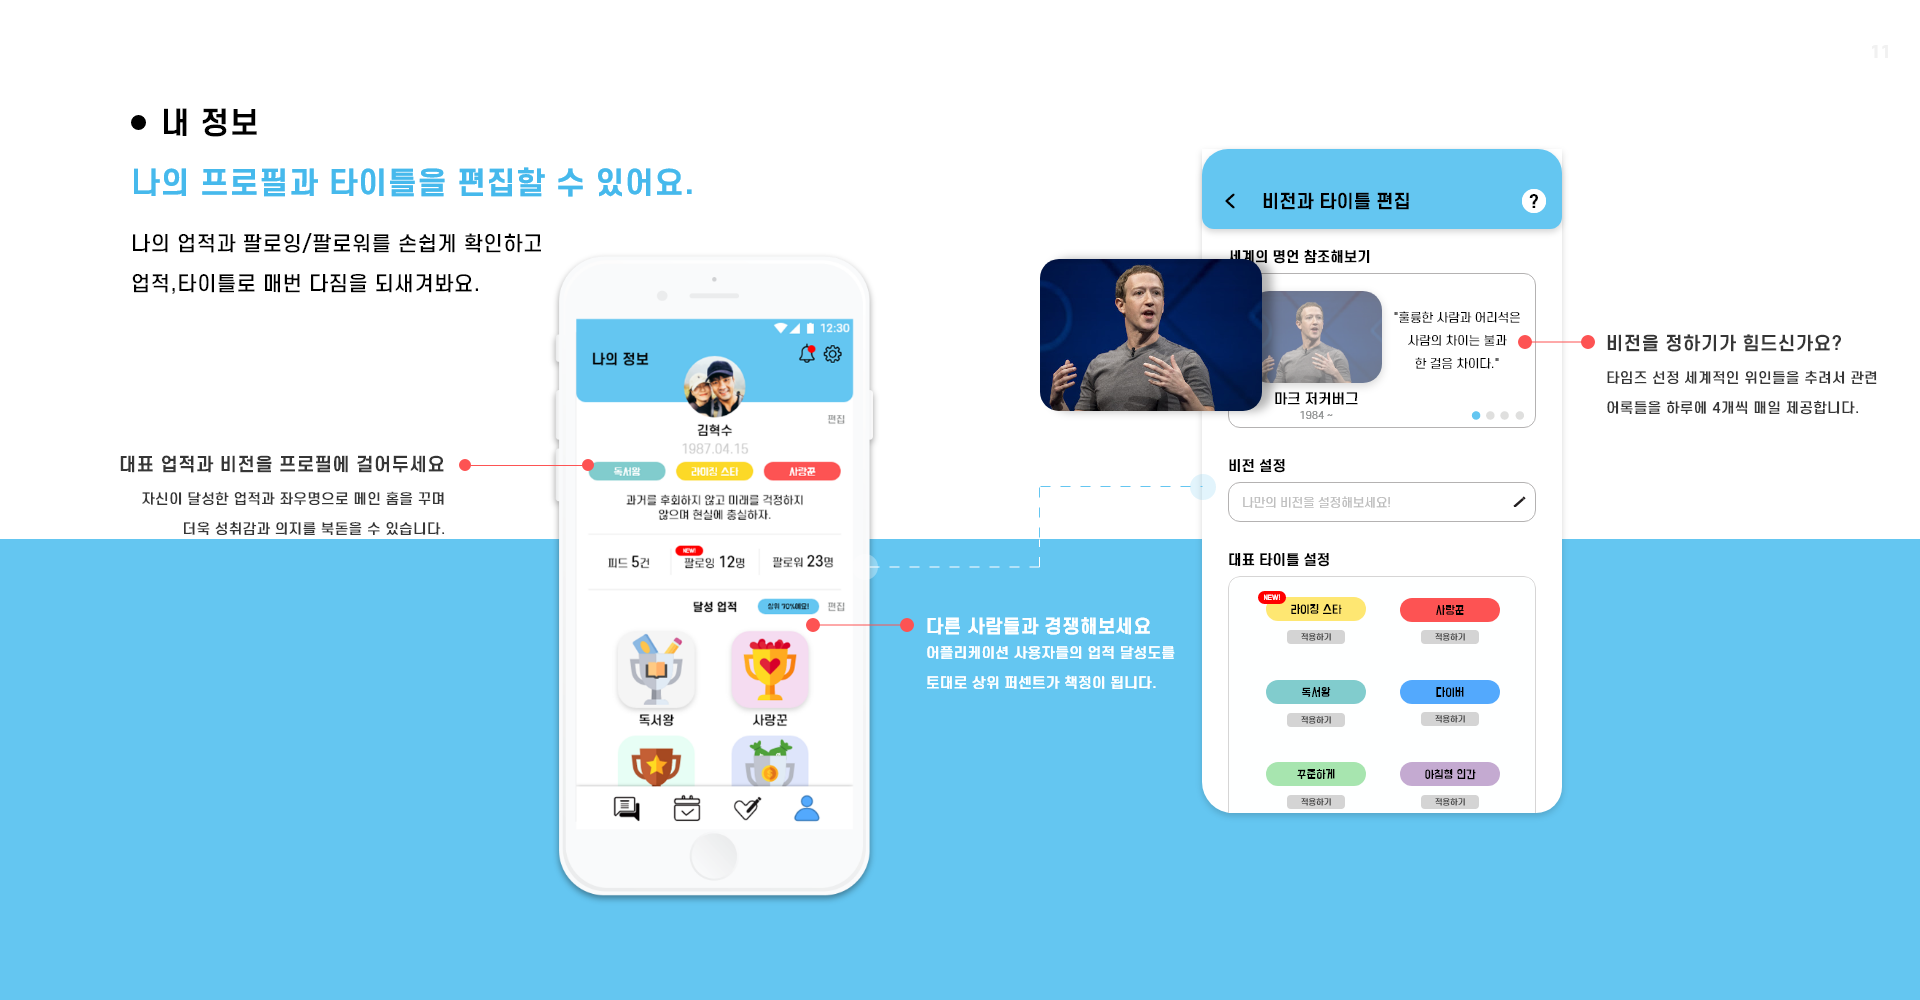 11
내 정보
나의 프로필과 타이틀을 편집할 수 있어요.
나의 업적과 팔로잉/팔로워를 손쉽게 확인하고
업적,타이틀로 매번 다짐을 되새겨봐요.
대표 업적과 비전을 프로필에 걸어두세요
자신이 달성한 업적과 좌우명으로 메인 홈을 꾸며
더욱 성취감과 의지를 북돋을 수 있습니다.
12:30
나의 정보
편집
김혁수
1987.04.15
독서왕
라이징 스타
사랑꾼
과거를 후회하지 않고 미래를 걱정하지
않으며 현실에 충실하자.
NEW!
피드 5건
팔로잉 12명
팔로워 23명
달성 업적
상위 10%예요!
편집
독서왕
사랑꾼
다른 사람들과 경쟁해보세요
어플리케이션 사용자들의 업적 달성도를
토대로 상위 퍼센트가 책정이 됩니다.
비전과 타이틀 편집
?
세계의 명언 참조해보기
"훌륭한 사람과 어리석은
사람의 차이는 불과
한 걸음 차이다."
마크 저커버그
1984 ~
비전 설정
나만의 비전을 설정해보세요!
대표 타이틀 설정
NEW!
라이징 스타
사랑꾼
적용하기
적용하기
독서왕
다이버
적용하기
적용하기
꾸준하게
아침형 인간
적용하기
적용하기
비전을 정하기가 힘드신가요?
타임즈 선정 세계적인 위인들을 추려서 관련
어록들을 하루에 4개씩 매일 제공합니다.